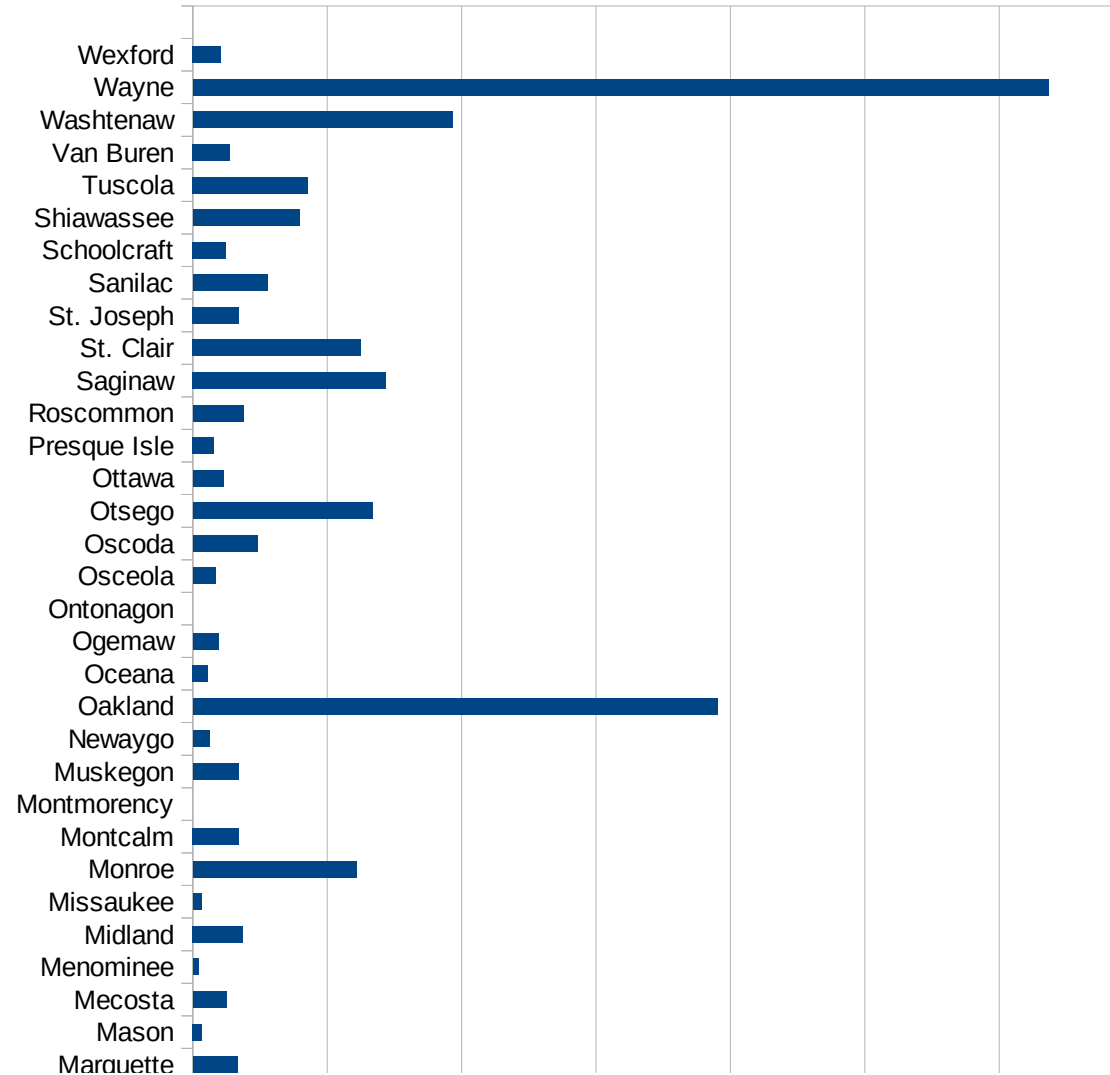 Wexford
Wayne
Washtenaw
Van Buren
Tuscola
Shiawassee
Schoolcraft
Sanilac
St. Joseph
St. Clair
Saginaw
Roscommon
Presque Isle
Ottawa
Otsego
Oscoda
Osceola
Ontonagon
Ogemaw
Oceana
Oakland
Newaygo
Muskegon
Montmorency
Montcalm
Monroe
Missaukee
Midland
Menominee
Mecosta
Mason
Marquette